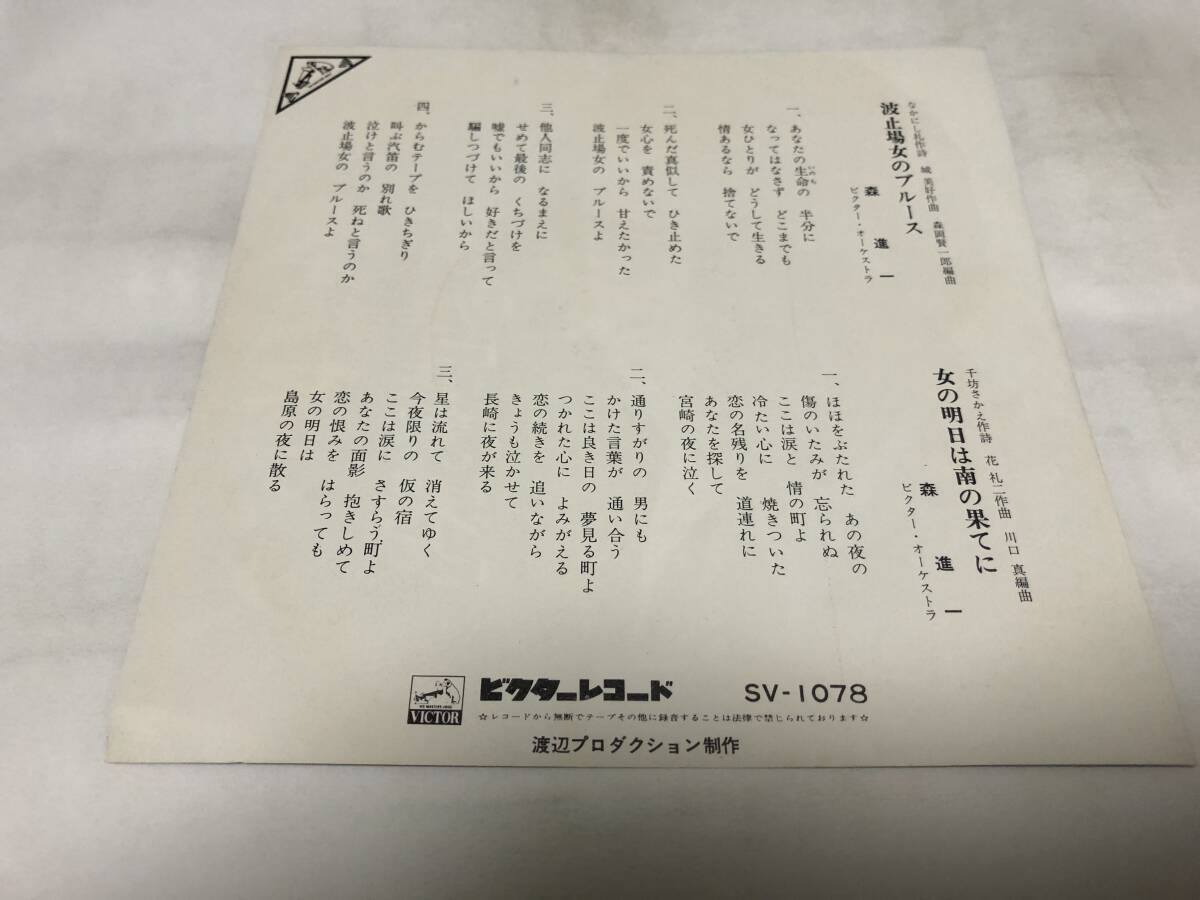 なかにし礼作詩 城 美好作曲 森岡賢一郎編曲
波止場女のブルース
森 進 一
ビクター・オーケストラ
一、あなたの生命の 半分に
いのち
なってはなさず どこまでも
女ひとりが どうして生きる
情あるなら 捨てないで
二、死んだ真似して ひき止めた
女心を 責めないで
一度でいいから 甘えたかった
波止場女の ブルースよ
三、他人同志に なるまえに
せめて最後の くちづけを
嘘でもいいから 好きだと言って
騙しつづけて ほしいから
四、からむテープを ひきちぎり
叫ぶ汽笛の 別れ歌
泣けと言うのか 死ねと言うのか
波止場女の ブルースよ
千坊さかえ作詩 花 礼二作曲 川口 真編曲
女の明日は南の果てに
森 進 一
ビクター・オーケストラ
一、ほほをぶたれた あの夜の
傷のいたみが 忘られぬ
ここは涙と 情の町よ
冷たい心に 焼きついた
恋の名残りを 道連れに
あなたを探して
宮崎の夜に泣く
二、通りすがりの 男にも
かけた言葉が 通い合う
ここは良き日の 夢見る町よ
つかれた心に よみがえる
恋の続きを 追いながら
きょうも泣かせて
長崎に夜が来る
三、星は流れて 消えてゆく
今夜限りの 仮の宿
ここは涙に さすらう町よ
あなたの面影 抱きしめて
恋の恨みを はらっても
女の明日は
島原の夜に散る
HIS MASTER'S VOICE
VICTOR
ビクターレコード SV-1078
☆レコードから無断でテープその他に録音することは法律で禁じられております☆
渡辺プロダクション制作